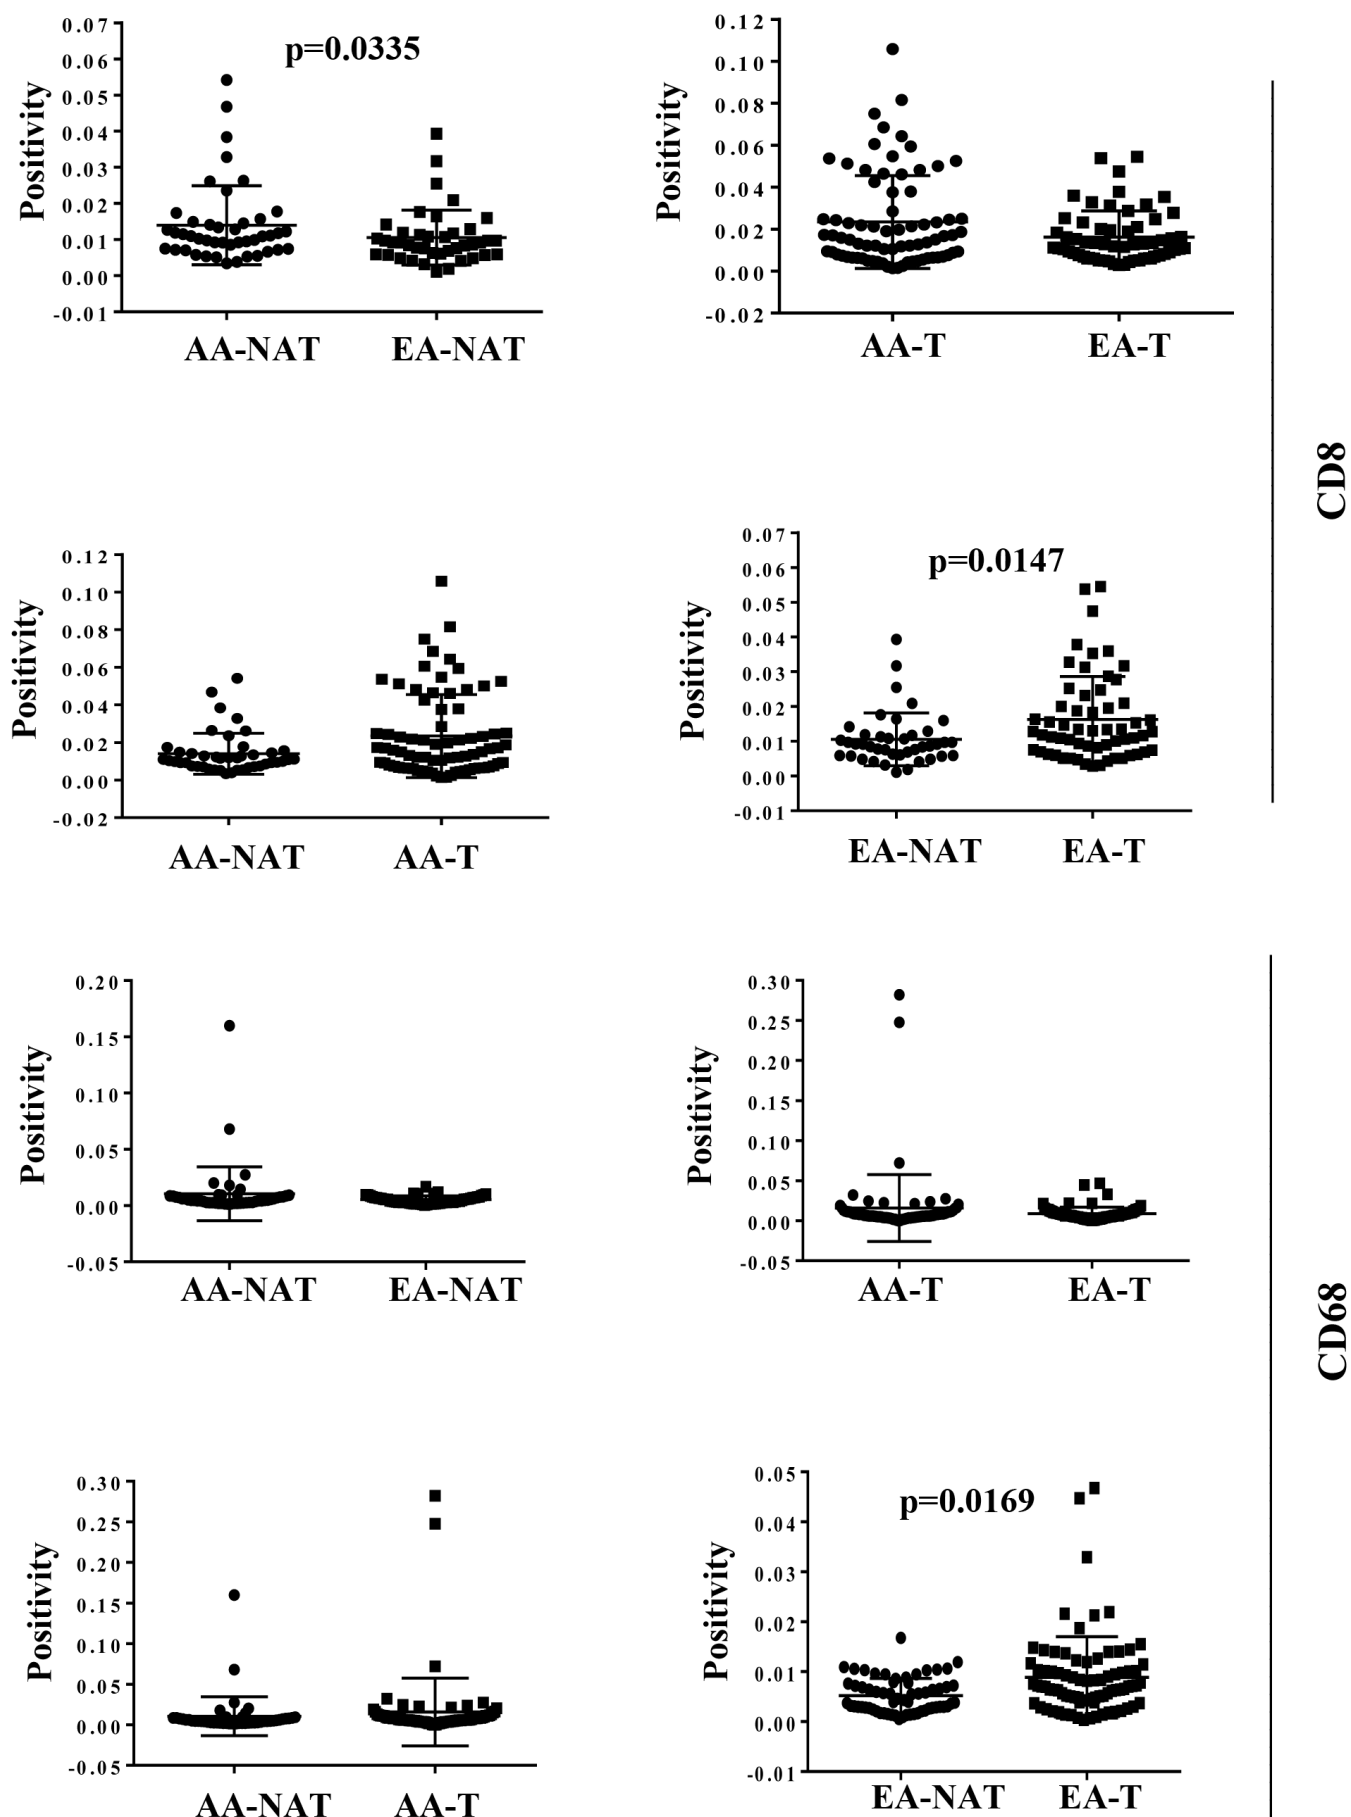 0.07
0.06
0.05
0.04
0.03
0.02
0.01
0.00
-0.01
Positivity
p=0.0335
AA-NAT
EA-NAT
0.12
0.10
0.08
0.06
0.04
0.02
0.00
-0.02
Positivity
AA-T
EA-T
CD8
0.12
0.10
0.08
0.06
0.04
0.02
0.00
-0.02
Positivity
AA-NAT
AA-T
0.07
0.06
0.05
0.04
0.03
0.02
0.01
0.00
-0.01
Positivity
p=0.0147
EA-NAT
EA-T
0.20
0.15
0.10
0.05
0.00
-0.05
Positivity
AA-NAT
EA-NAT
0.30
0.25
0.20
0.15
0.10
0.05
0.00
-0.05
Positivity
AA-T
EA-T
CD68
0.30
0.25
0.20
0.15
0.10
0.05
0.00
-0.05
Positivity
AA-NAT
AA-T
0.05
0.04
0.03
0.02
0.01
0.00
-0.01
Positivity
p=0.0169
EA-NAT
EA-T